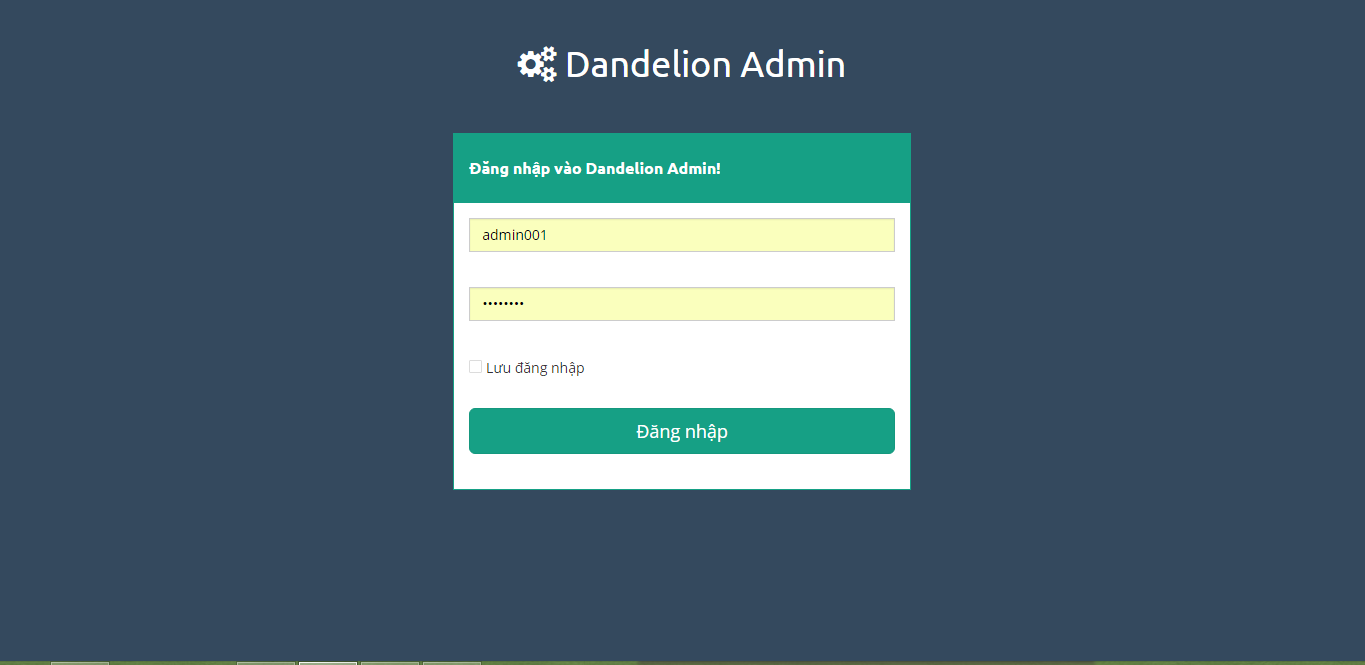 Dandelion Admin
Đăng nhập vào Dandelion Admin!
admin001
••••••••
Lưu đăng nhập
Đăng nhập